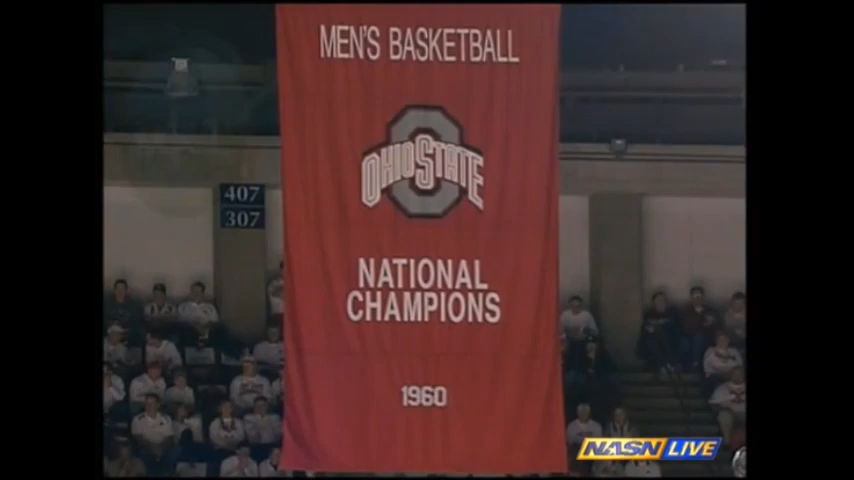 MEN'S BASKETBALL
OHIO STATE
407
307
NATIONAL
CHAMPIONS
1960
NASN LIVE